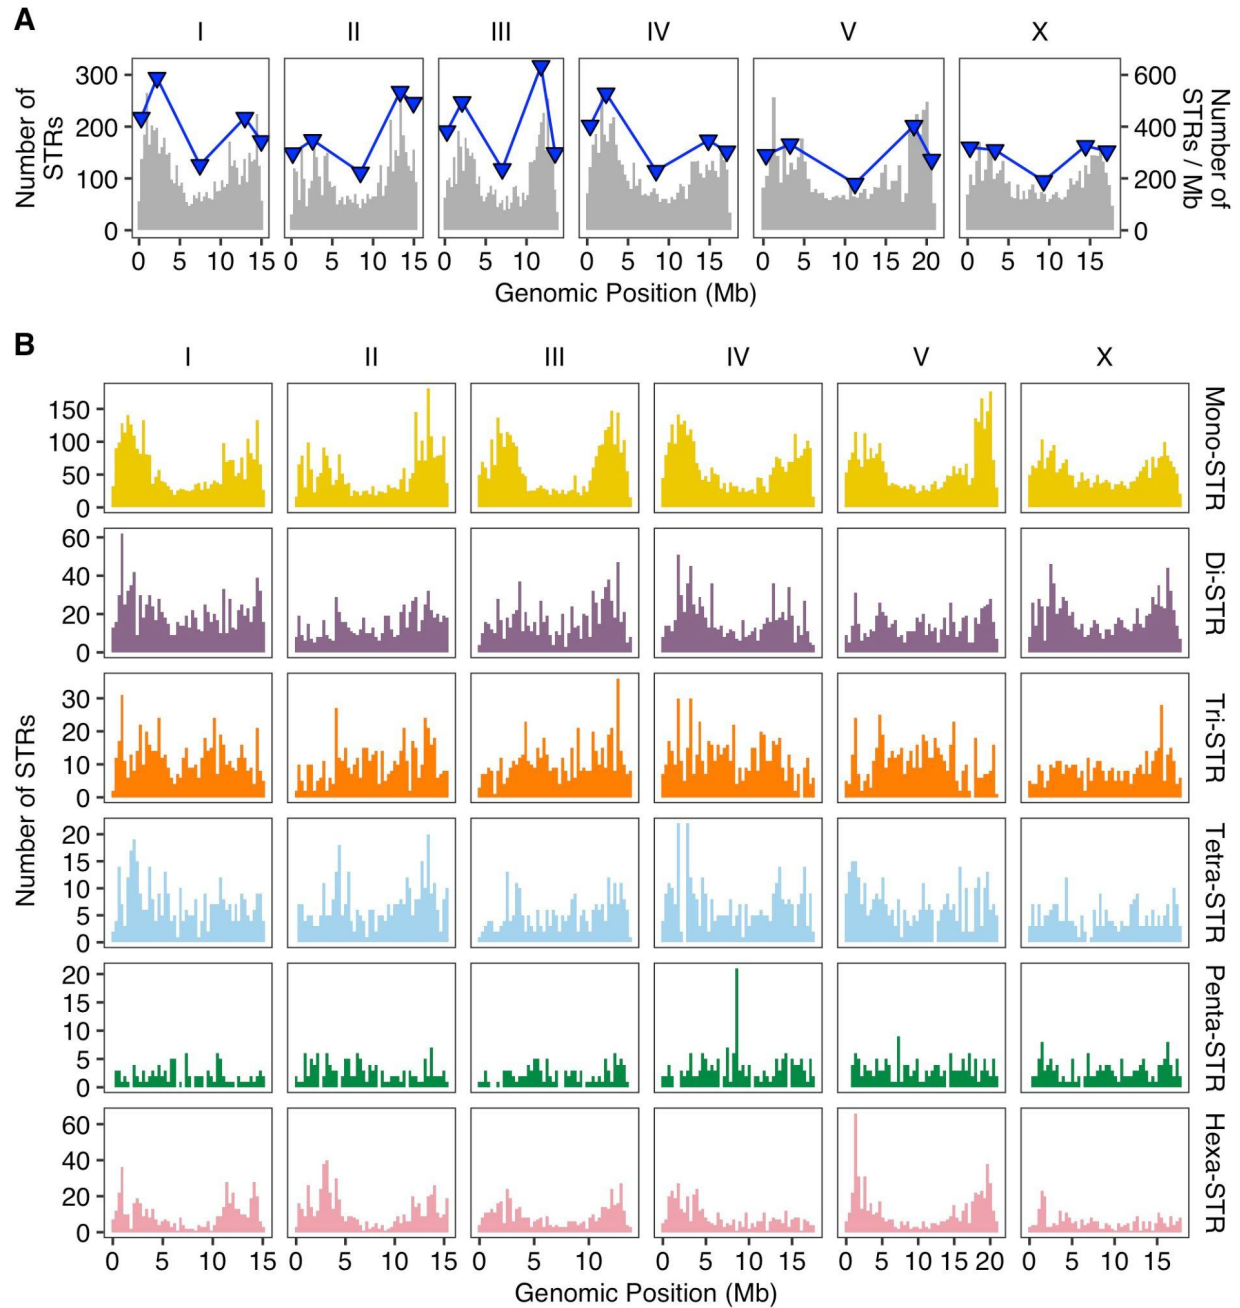 A
I II III IV V X
Number of
STRs
300
200
100
0
600
400
200
0
Number of
STRs / Mb
0 5 10 15 0 5 10 15 0 5 10 0 5 10 15 0 5 10 15 20 0 5 10 15
Genomic Position (Mb)
B
I II III IV V X
Number of STRs
150
100
50
0
Mono-STR
60
40
20
0
Di-STR
30
20
10
0
Tri-STR
20
15
10
5
0
Tetra-STR
20
15
10
5
0
Penta-STR
60
40
20
0
Hexa-STR
0 5 10 15 0 5 10 15 0 5 10 0 5 10 15 0 5 10 15 20 0 5 10 15
Genomic Position (Mb)